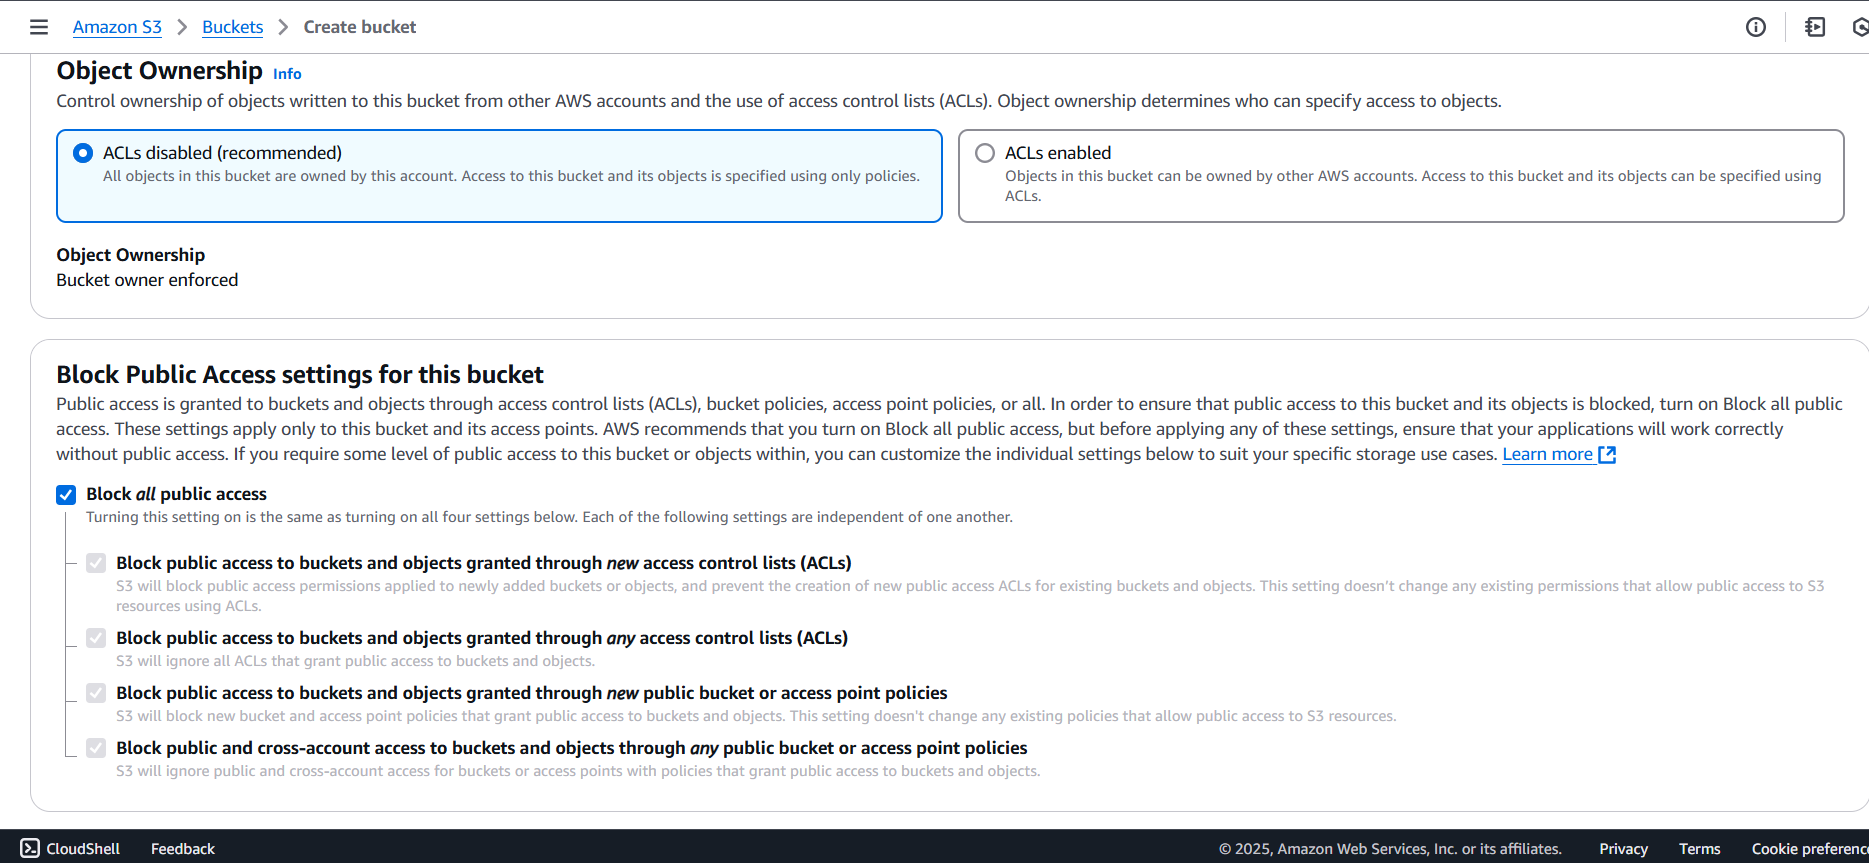 Amazon S3 > Buckets > Create bucket
Object Ownership Info
Control ownership of objects written to this bucket from other AWS accounts and the use of access control lists (ACLs). Object ownership determines who can specify access to objects.
ACLs disabled (recommended)
All objects in this bucket are owned by this account. Access to this bucket and its objects is specified using only policies.
ACLs enabled
Objects in this bucket can be owned by other AWS accounts. Access to this bucket and its objects can be specified using
ACLs.
Object Ownership
Bucket owner enforced
Block Public Access settings for this bucket
Public access is granted to buckets and objects through access control lists (ACLs), bucket policies, access point policies, or all. In order to ensure that public access to this bucket and its objects is blocked, turn on Block all public
access. These settings apply only to this bucket and its access points. AWS recommends that you turn on Block all public access, but before applying any of these settings, ensure that your applications will work correctly
without public access. If you require some level of public access to this bucket or objects within, you can customize the individual settings below to suit your specific storage use cases. Learn more
Block all public access
Turning this setting on is the same as turning on all four settings below. Each of the following settings are independent of one another.
Block public access to buckets and objects granted through new access control lists (ACLs)
S3 will block public access permissions applied to newly added buckets or objects, and prevent the creation of new public access ACLs for existing buckets and objects. This setting doesn't change any existing permissions that allow public access to S3
resources using ACLs.
Block public access to buckets and objects granted through any access control lists (ACLs)
S3 will ignore all ACLs that grant public access to buckets and objects.
Block public access to buckets and objects granted through new public bucket or access point policies
S3 will block new bucket and access point policies that grant public access to buckets and objects. This setting doesn't change any existing policies that allow public access to S3 resources.
Block public and cross-account access to buckets and objects through any public bucket or access point policies
S3 will ignore public and cross-account access for buckets or access points with policies that grant public access to buckets and objects.
CloudShell Feedback © 2025, Amazon Web Services, Inc. or its affiliates. Privacy Terms Cookie preferenc